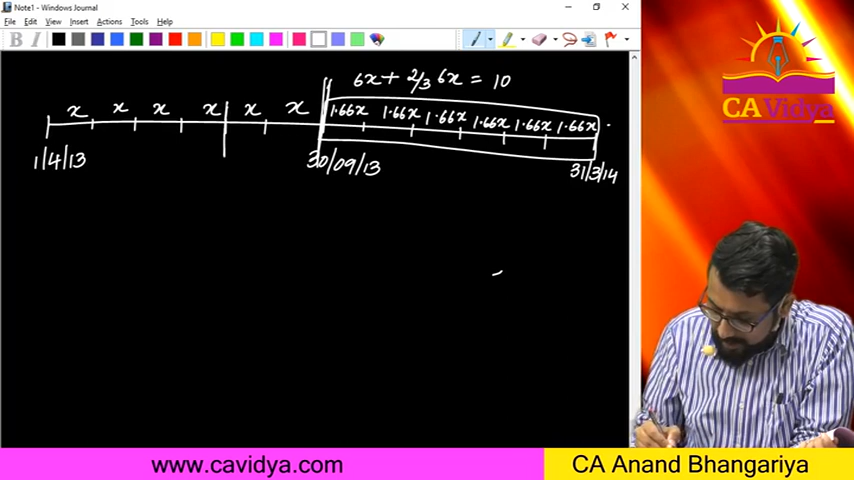 Note1 - Windows Journal
File Edit View Insert Actions Tools Help
B I
6x + 2/3 6x = 10
x x x x x x 1.66x 1.66x 1.66x 1.66x 1.66x 1.66x
1/4/13 30/09/13 31/3/14
CA Vidya
www.cavidya.com CA Anand Bhangariya